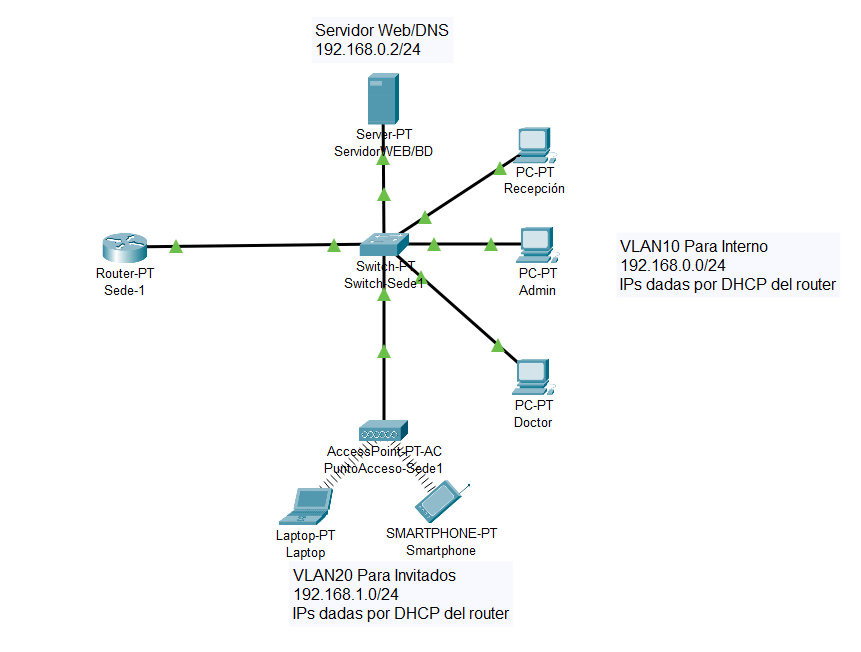 Servidor Web/DNS
192.168.0.2/24
Server-PT
ServidorWEB/BD
PC-PT
Recepción
Router-PT
Sede-1
Switch-PT
Switch-Sede1
PC-PT
Admin
VLAN10 Para Interno
192.168.0.0/24
IPs dadas por DHCP del router
PC-PT
Doctor
AccessPoint-PT-AC
PuntoAcceso-Sede1
Laptop-PT
Laptop
SMARTPHONE-PT
Smartphone
VLAN20 Para Invitados
192.168.1.0/24
IPs dadas por DHCP del router